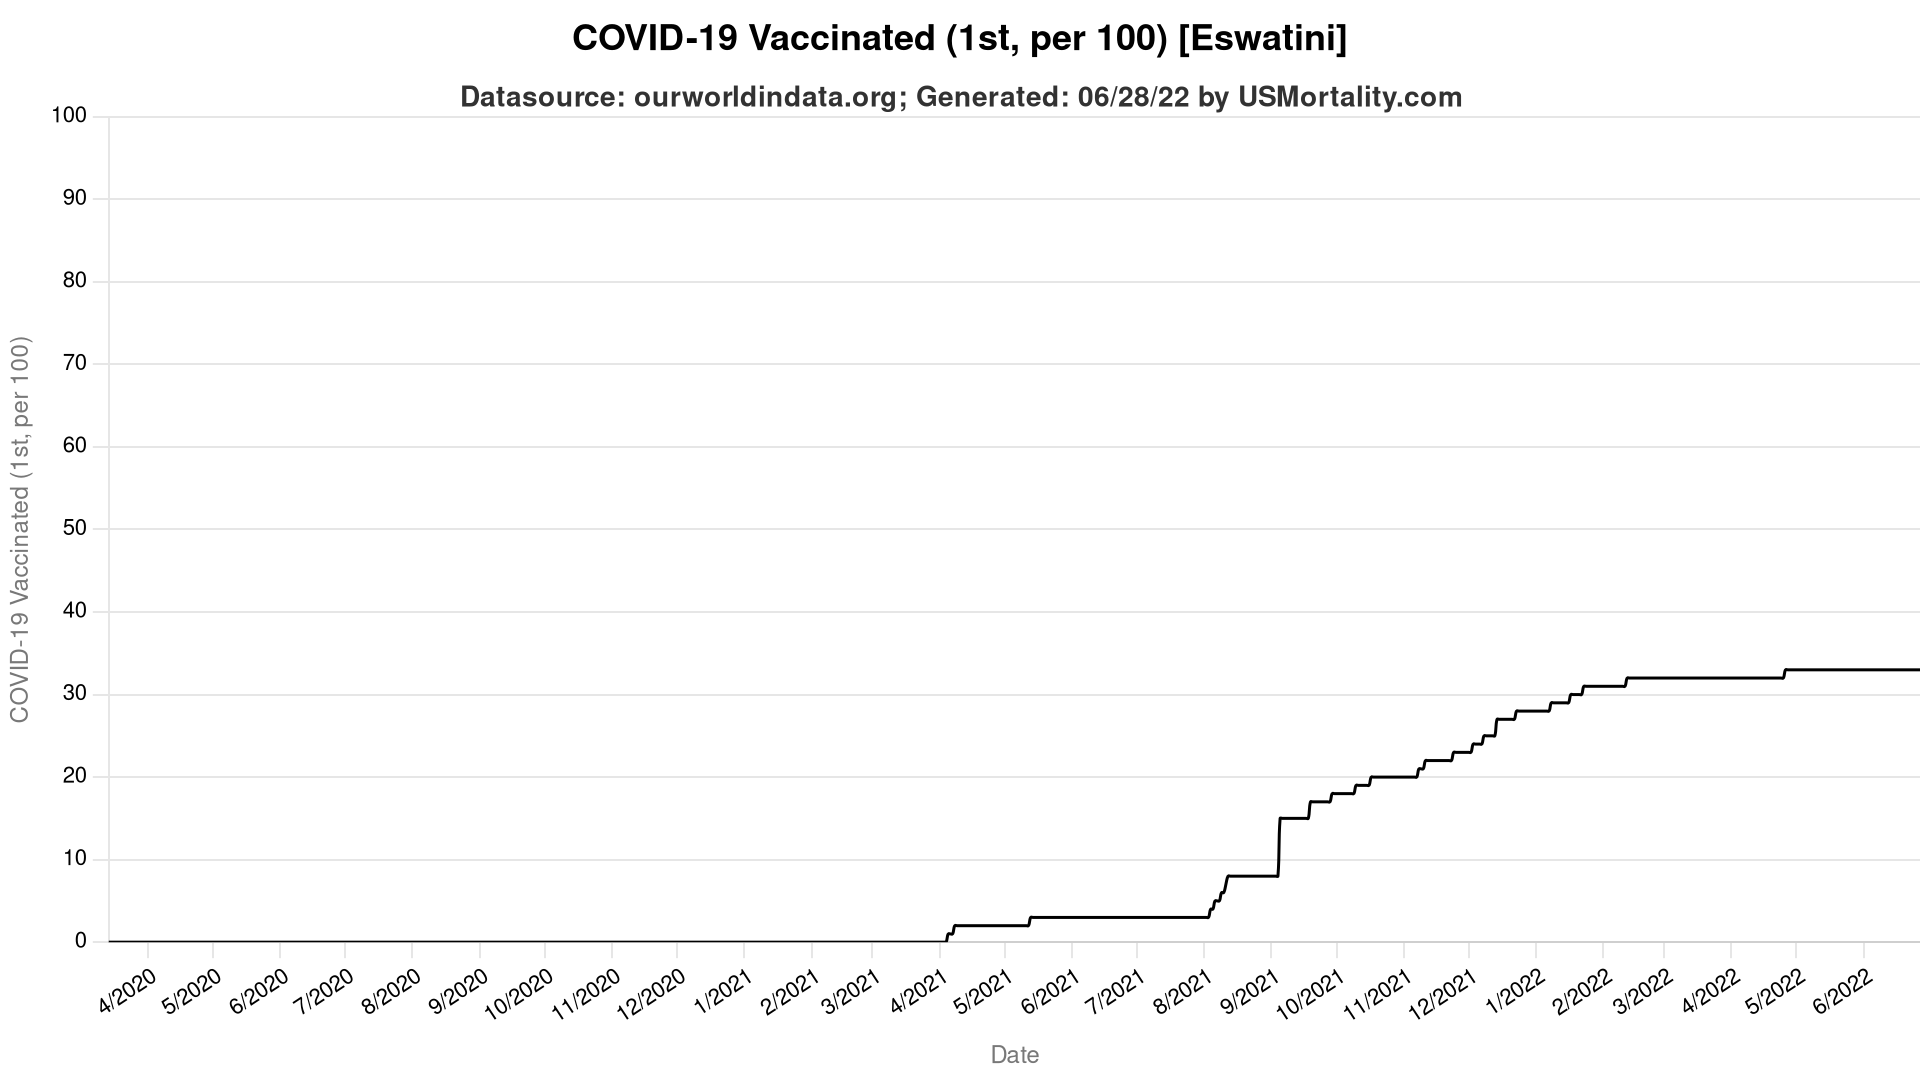 COVID-19 Vaccinated (1st, per 100) [Eswatini]
Datasource: ourworldindata.org; Generated: 06/28/22 by USMortality.com
100
90
80
70
60
50
40
30
20
10
0
COVID-19 Vaccinated (1st, per 100)
4/2020 5/2020 6/2020 7/2020 8/2020 9/2020 10/2020 11/2020 12/2020 1/2021 2/2021 3/2021 4/2021 5/2021 6/2021 7/2021 8/2021 9/2021 10/2021 11/2021 12/2021 1/2022 2/2022 3/2022 4/2022 5/2022 6/2022
Date